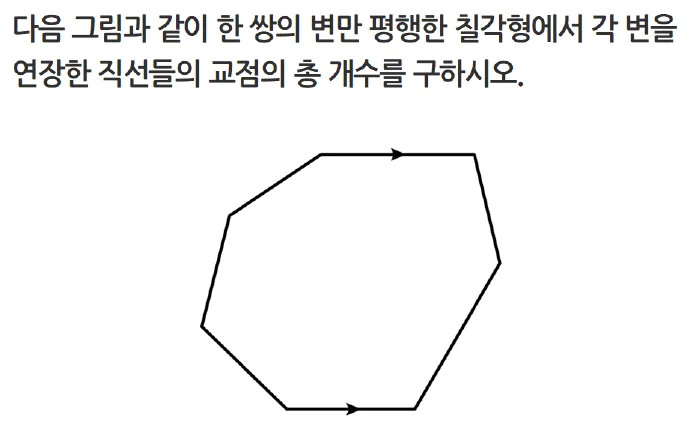 다음 그림과 같이 한 쌍의 변만 평행한 칠각형에서 각 변을
연장한 직선들의 교점의 총 개수를 구하시오.